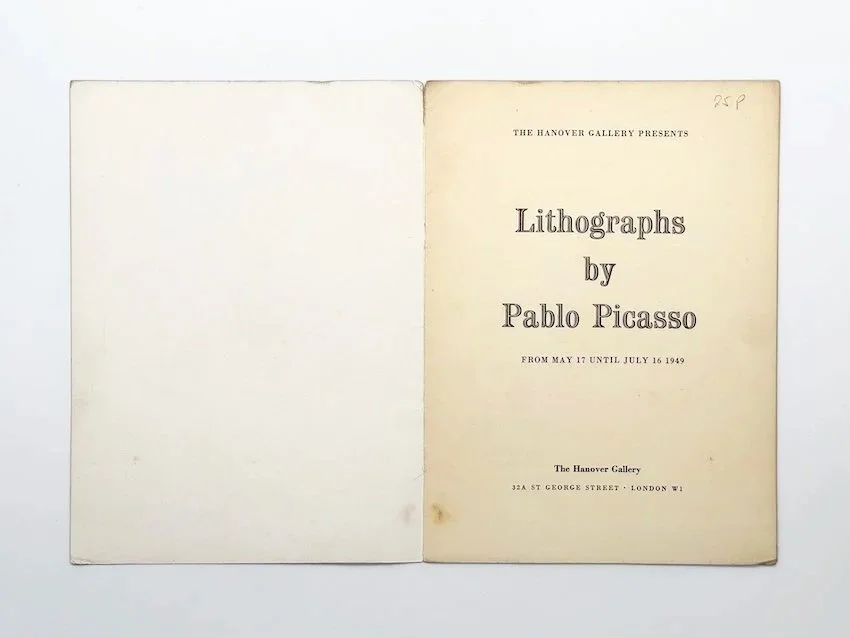 25P
THE HANOVER GALLERY PRESENTS
Lithographs
by
Pablo Picasso
FROM MAY 17 UNTIL JULY 16 1949
The Hanover Gallery
32A ST GEORGE STREET · LONDON W1